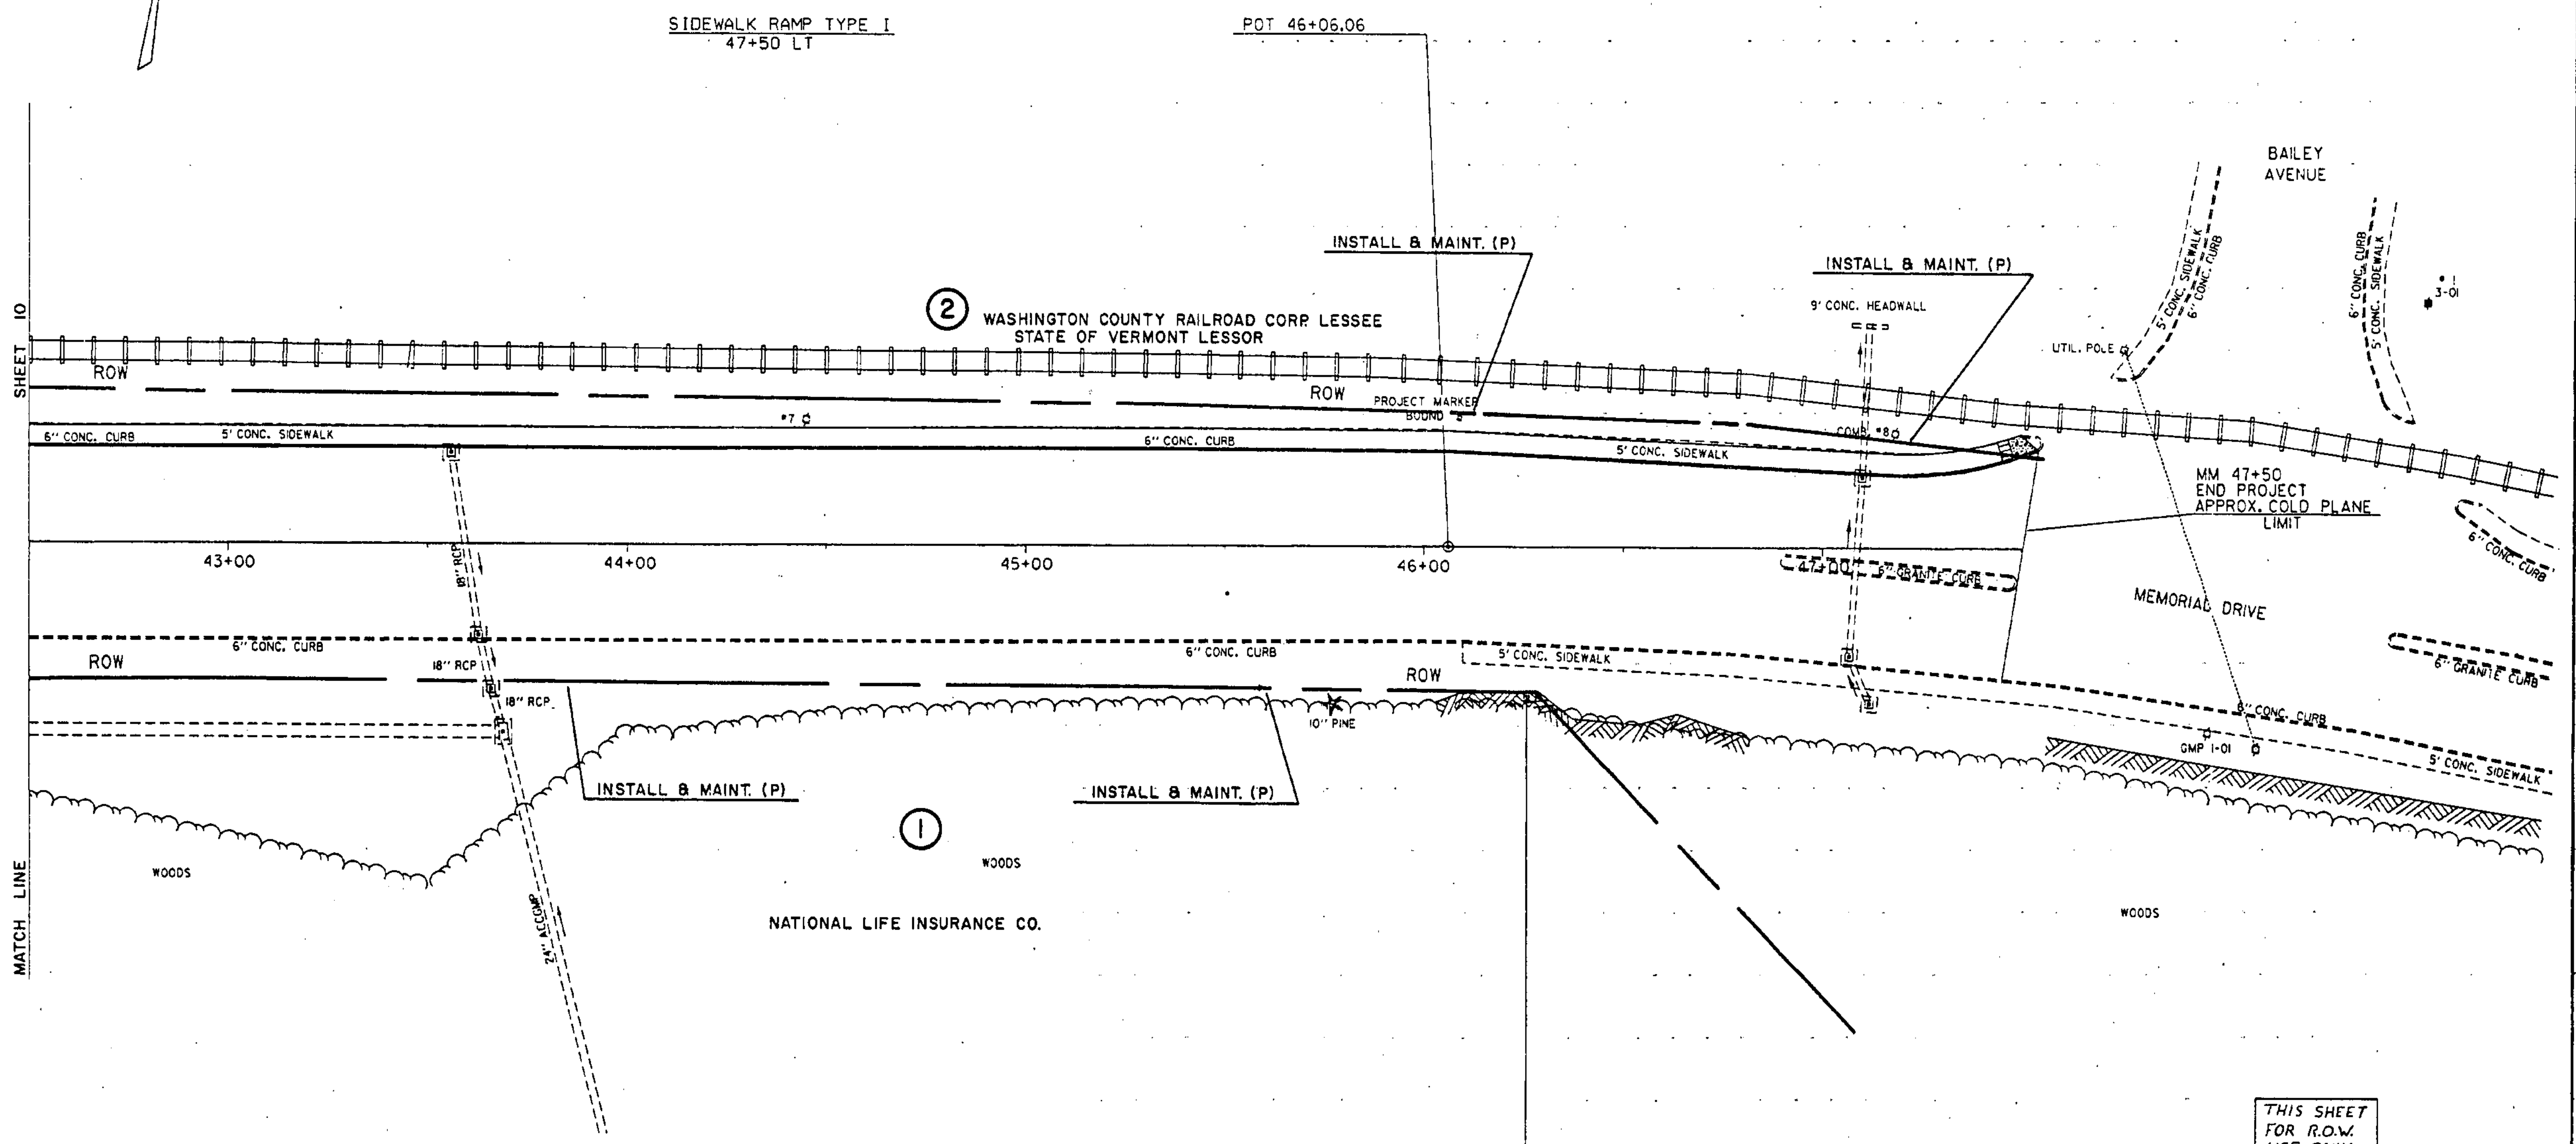 SIDEWALK RAMP TYPE I
47+50 LT
POT 46+06.06
BAILEY
AVENUE
INSTALL & MAINT. (P)
INSTALL & MAINT. (P)
5' CONC. SIDEWALK
6" CONC. CURB
6" CONC. CURB
5' CONC. SIDEWALK
3-01
SHEET 10
2
WASHINGTON COUNTY RAILROAD CORP. LESSEE
STATE OF VERMONT LESSOR
9' CONC. HEADWALL
UTIL. POLE
ROW
ROW
PROJECT MARKER
BOUND
#7
COMB. #8
6" CONC. CURB
5' CONC. SIDEWALK
6" CONC. CURB
5' CONC. SIDEWALK
MM 47+50
END PROJECT
APPROX. COLD PLANE
LIMIT
43+00
44+00
45+00
46+00
47+00
6" GRANITE CURB
18" RCP
6" CONC. CURB
MEMORIAL DRIVE
ROW
6" CONC. CURB
18" RCP
6" CONC. CURB
5' CONC. SIDEWALK
ROW
6" GRANITE CURB
18" RCP
10" PINE
6" CONC. CURB
GMP 1-01
5' CONC. SIDEWALK
INSTALL & MAINT. (P)
INSTALL & MAINT. (P)
1
WOODS
WOODS
WOODS
MATCH LINE
24" ACCGMP
NATIONAL LIFE INSURANCE CO.
THIS SHEET
FOR R.O.W.